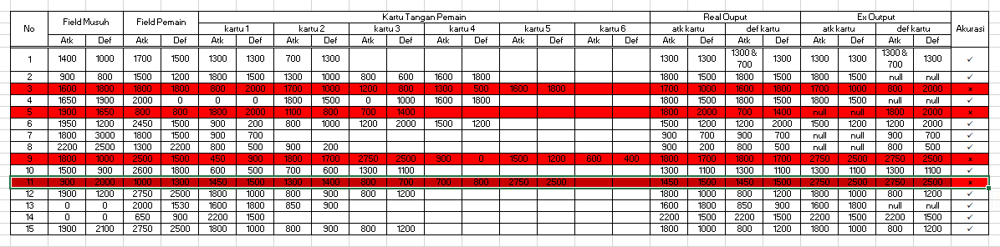 No Field Musuh Field Pemain Kartu Tangan Pemain Real Ouput Ex Output Akurasi
kartu 1 kartu 2 kartu 3 kartu 4 kartu 5 kartu 6 atk kartu def kartu atk kartu def kartu
Atk Def Atk Def Atk Def Atk Def Atk Def Atk Def Atk Def Atk Def Atk Def Atk Def Atk Def Atk Def
1 1400 1000 1700 1500 1300 1300 700 1300 1300 1300 1300 & 700 1300 1300 1300 1300 & 700 1300 ✓
2 900 800 1500 1200 1800 1500 1300 1000 800 600 1600 1800 1800 1500 1800 1500 1800 1500 null null ✓
3 1600 1300 1800 1800 800 2000 1700 1000 1200 800 1300 500 1600 1800 1700 1000 1600 1800 1700 1000 800 2000 ×
4 1650 1900 2000 0 0 0 1800 1500 0 1000 1600 1800 1800 1500 1800 1500 1800 1500 null null ✓
5 1900 1650 800 800 1800 2000 1100 800 700 1400 1800 2000 700 1400 null null 1800 2000 ×
6 1950 1200 2450 1500 900 200 800 1000 1200 2000 1500 1200 1500 1200 1200 2000 1500 1200 1200 2000 ✓
7 1800 3000 1800 1500 900 700 900 700 900 700 null null 900 700 ✓
8 2200 2500 1300 2200 800 500 900 200 900 200 800 500 null null 800 500 ✓
9 1800 1000 2500 1500 450 900 1800 1700 2750 2500 900 0 1500 1200 600 400 1800 1700 1800 1700 2750 2500 2750 2500 ×
10 1500 900 2600 1800 600 500 700 600 1300 1100 1300 1100 1300 1100 1300 1100 1300 1100 ✓
11 900 2000 1000 1300 1450 1500 1300 1400 800 700 700 800 2750 2500 1450 1500 1450 1500 2750 2500 2750 2500 ×
12 1900 1200 2750 2500 1800 1000 800 900 800 1200 1800 1000 800 1200 1800 1000 800 1200 ✓
13 0 0 2000 1530 1600 1800 850 900 1600 1800 850 900 1600 1800 null null ✓
14 0 0 650 900 2200 1500 2200 1500 2200 1500 2200 1500 2200 1500 ✓
15 1900 2100 2750 2500 1800 1000 800 900 800 1200 1800 1000 800 1200 1800 1000 800 1200 ✓